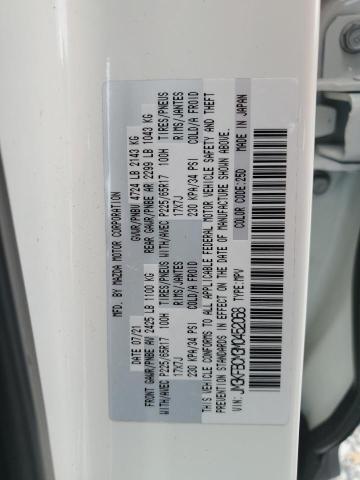 MFD. BY MAZDA MOTOR CORPORATION
DATE 07/21 GVWR/PNBV 4724 LB 2143 KG
FRONT GAWR/PNBE AV 2425 LB 1100 KG REAR GAWR/PNBE AR 2299 LB 1043 KG
WITH/AVEC P225/65R17 100H TIRES/PNEUS WITH/AVEC P225/65R17 100H TIRES/PNEUS
17X7J RIMS/JANTES 17X7J RIMS/JANTES
230 KPA/34 PSI COLD/A FROID 230 KPA/34 PSI COLD/A FROID
THIS VEHICLE CONFORMS TO ALL APPLICABLE FEDERAL MOTOR VEHICLE SAFETY AND THEFT
PREVENTION STANDARDS IN EFFECT ON THE DATE OF MANUFACTURE SHOWN ABOVE.
TYPE:MPV COLOR CODE:25D MADE IN JAPAN